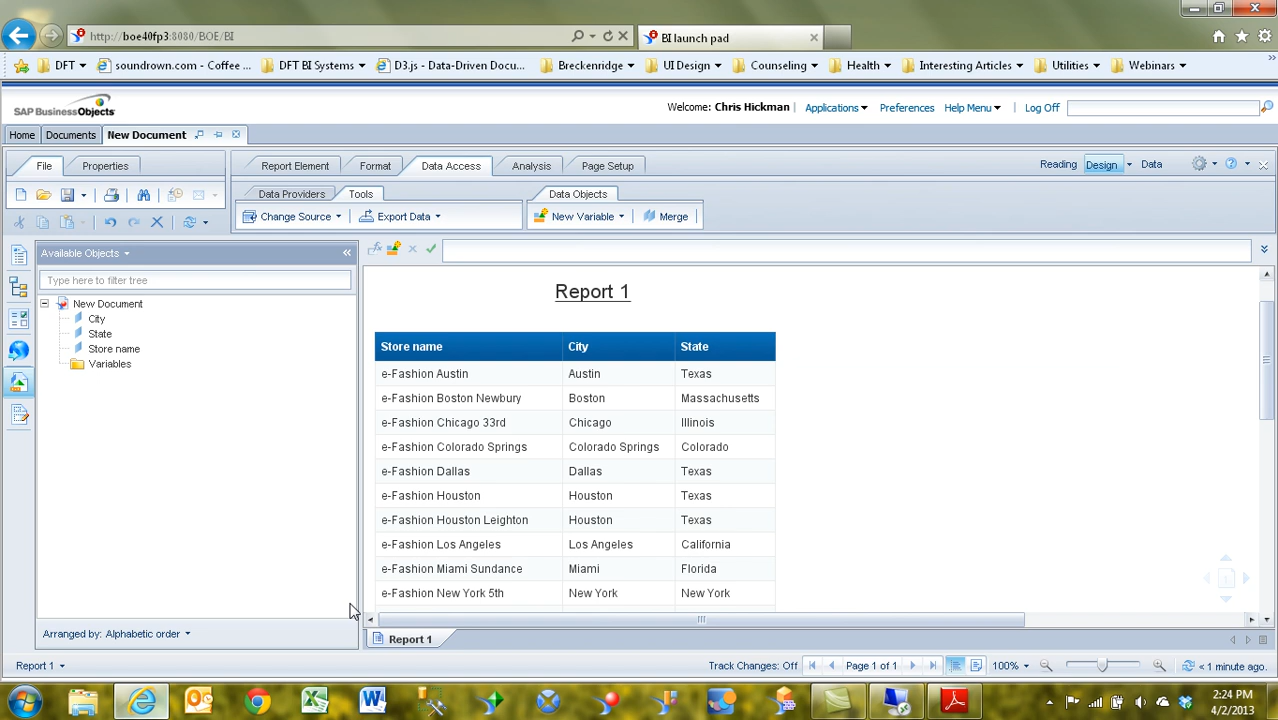 http://boe40fp3:8080/BOE/BI
BI launch pad
DFT
soundrown.com - Coffee ...
DFT BI Systems
D3.js - Data-Driven Docu...
Breckenridge
UI Design
Counseling
Health
Interesting Articles
Utilities
Webinars
SAP BusinessObjects
Welcome: Chris Hickman
Applications
Preferences
Help Menu
Log Off
Home
Documents
New Document
File
Properties
Report Element
Format
Data Access
Analysis
Page Setup
Reading
Design
Data
Data Providers
Tools
Data Objects
Change Source
Export Data
New Variable
Merge
Available Objects
Type here to filter tree
New Document
City
State
Store name
Variables
Arranged by: Alphabetic order
Report 1
Store name City State
e-Fashion Austin Austin Texas
e-Fashion Boston Newbury Boston Massachusetts
e-Fashion Chicago 33rd Chicago Illinois
e-Fashion Colorado Springs Colorado Springs Colorado
e-Fashion Dallas Dallas Texas
e-Fashion Houston Houston Texas
e-Fashion Houston Leighton Houston Texas
e-Fashion Los Angeles Los Angeles California
e-Fashion Miami Sundance Miami Florida
e-Fashion New York 5th New York New York
1
Report 1
Report 1
Track Changes: Off
Page 1 of 1
100%
< 1 minute ago.
2:24 PM
4/2/2013